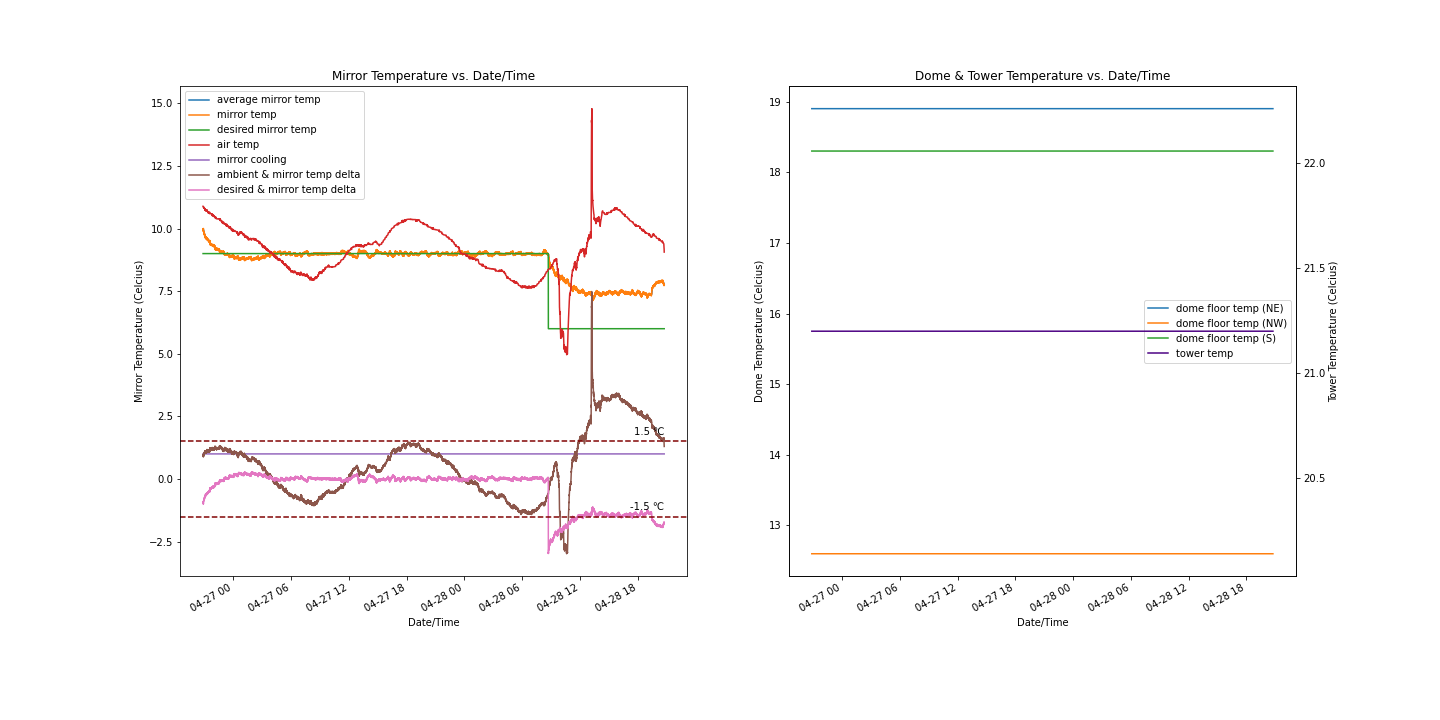 Mirror Temperature vs. Date/Time
Mirror Temperature (Celcius)
15.0
12.5
10.0
7.5
5.0
2.5
0.0
−2.5
average mirror temp
mirror temp
desired mirror temp
air temp
mirror cooling
ambient & mirror temp delta
desired & mirror temp delta
1.5 °C
-1.5 °C
04-27 00
04-27 06
04-27 12
04-27 18
04-28 00
04-28 06
04-28 12
04-28 18
Date/Time
Dome & Tower Temperature vs. Date/Time
Dome Temperature (Celcius)
19
18
17
16
15
14
13
dome floor temp (NE)
dome floor temp (NW)
dome floor temp (S)
tower temp
22.0
21.5
21.0
20.5
Tower Temperature (Celcius)
04-27 00
04-27 06
04-27 12
04-27 18
04-28 00
04-28 06
04-28 12
04-28 18
Date/Time